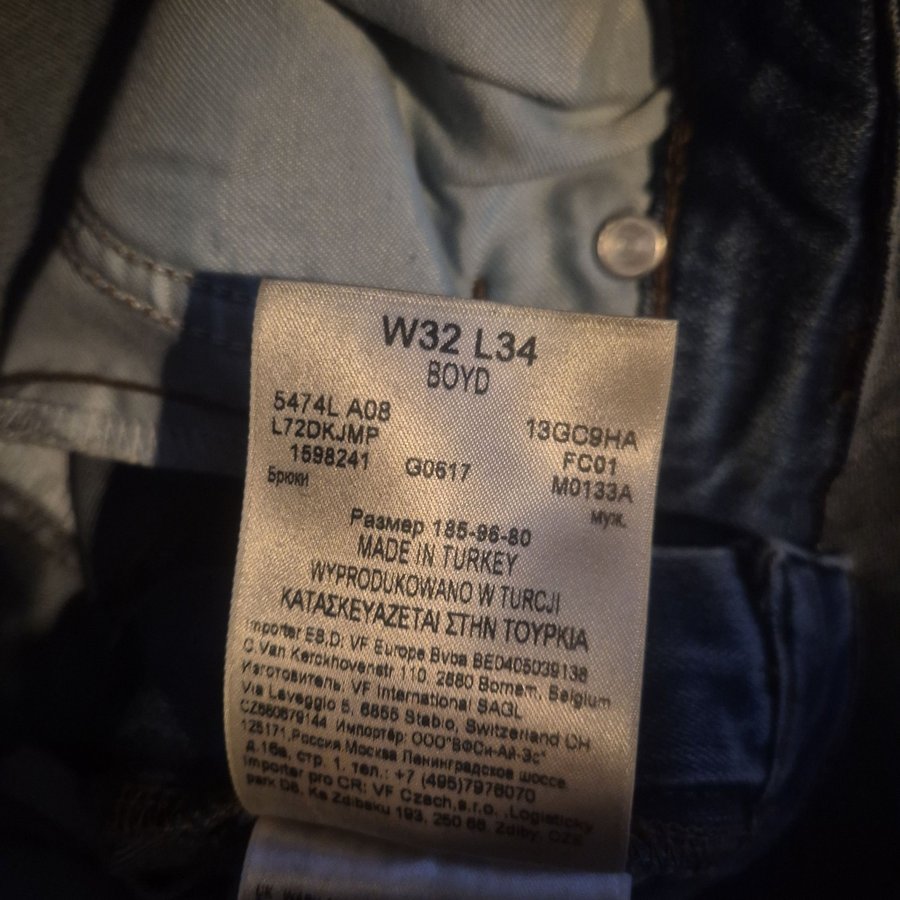 W32 L34
BOYD
5474L A08
L72DKJMP
13GC9HA
1598241
G0617
FC01
M0133A
Брюки
муж.
Размер 185-96-80
MADE IN TURKEY
WYPRODUKOWANO W TURCJI
ΚΑΤΑΣΚΕΥΑΖΕΤΑΙ ΣΤΗΝ ΤΟΥΡΚΙΑ
Importer EB,D: VF Europe Bvba BE0405039138
C.Van Kerckhovenstr 110, 2880 Bornem, Belgium
Изготовитель: VF International SAGL
Via Laveggio 5, 6855 Stabio, Switzerland CH
CZ660679144 Импортёр: ООО"ВФСи-Ай-Эс"
125171,Россия Москва Ленинградское шоссе
д.16а, стр. 1. тел.: +7 (495)7976070
Importer pro CR: VF Czech,s.r.o. ,Logisticky
park D6, Ke Zdibsku 193, 250 66 Zdiby, CZE